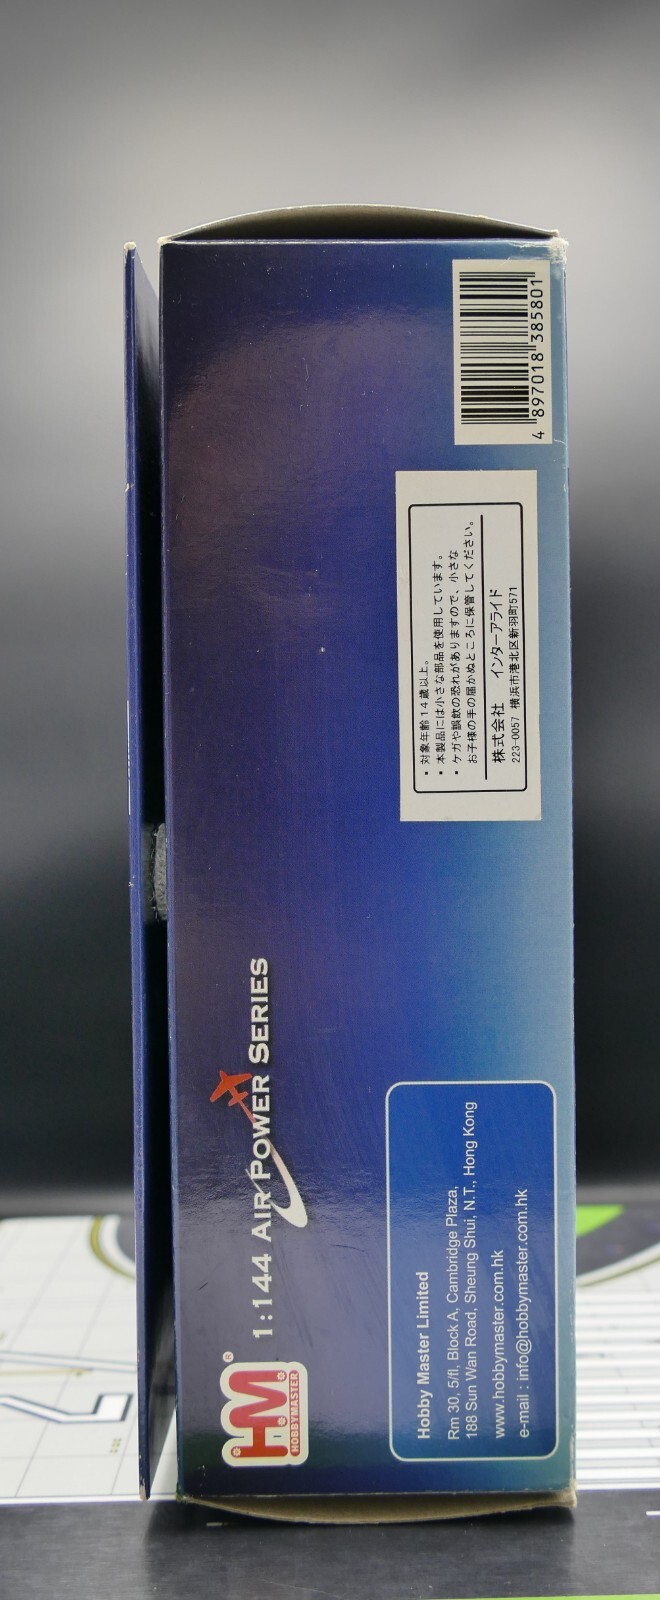 HM®
HOBBYMASTER
1:144 AIR POWER SERIES
Hobby Master Limited
Rm 30, 5/fl, Block A, Cambridge Plaza,
188 Sun Wan Road, Sheung Shui, N.T., Hong Kong
www.hobbymaster.com.hk
e-mail : info@hobbymaster.com.hk
・対象年齢14歳以上。
・本製品には小さな部品を使用しています。
・ケガや誤飲の恐れがありますので、小さな
お子様の手の届かぬところに保管してください。
株式会社 インターアライド
223-0057 横浜市港北区新羽町571
4 897018 385801